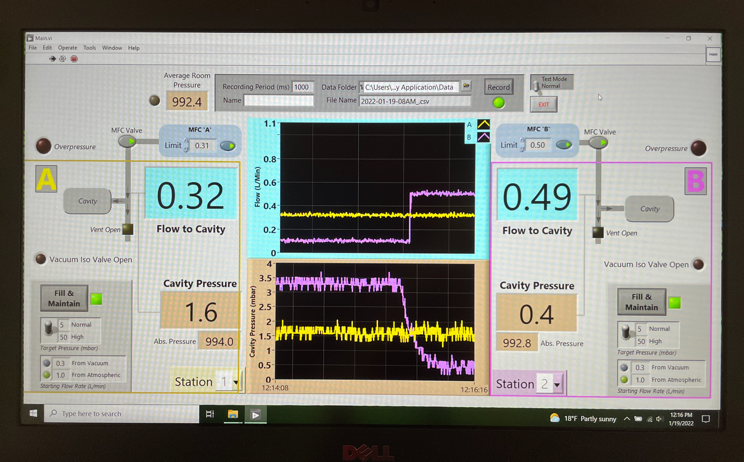 Main.vi
File Edit Operate Tools Window Help
Average Room
Pressure
992.4
Recording Period (ms) 1000
Data Folder C:\Users\...y Application\Data
Name
File Name 2022-01-19-08AM_.csv
Record
Test Mode
Normal
EXIT
MFC Valve
MFC 'A'
Limit 0.31
Overpressure
A
Cavity
0.32
Flow to Cavity
Vent Open
Vacuum Iso Valve Open
Fill &
Maintain
Cavity Pressure
1.6
5 Normal
50 High
Target Pressure (mbar)
Abs. Pressure 994.0
0.3 From Vacuum
1.0 From Atmospheric
Starting Flow Rate (L/min)
Station 1
A
B
Flow (L/Min)
1.1
0.8
0.6
0.4
0.2
0
Cavity Pressure (mbar)
4
3.5
3
2.5
2
1.5
1
0.5
0
12:14:08
12:16:16
MFC 'B'
MFC Valve
Limit 0.50
Overpressure
B
0.49
Cavity
Flow to Cavity
Vent Open
Vacuum Iso Valve Open
Cavity Pressure
0.4
Fill &
Maintain
992.8 Abs. Pressure
5 Normal
50 High
Target Pressure (mbar)
0.3 From Vacuum
1.0 From Atmospheric
Starting Flow Rate (L/min)
Station 2
Type here to search
18°F Partly sunny
12:16 PM
1/19/2022
DELL